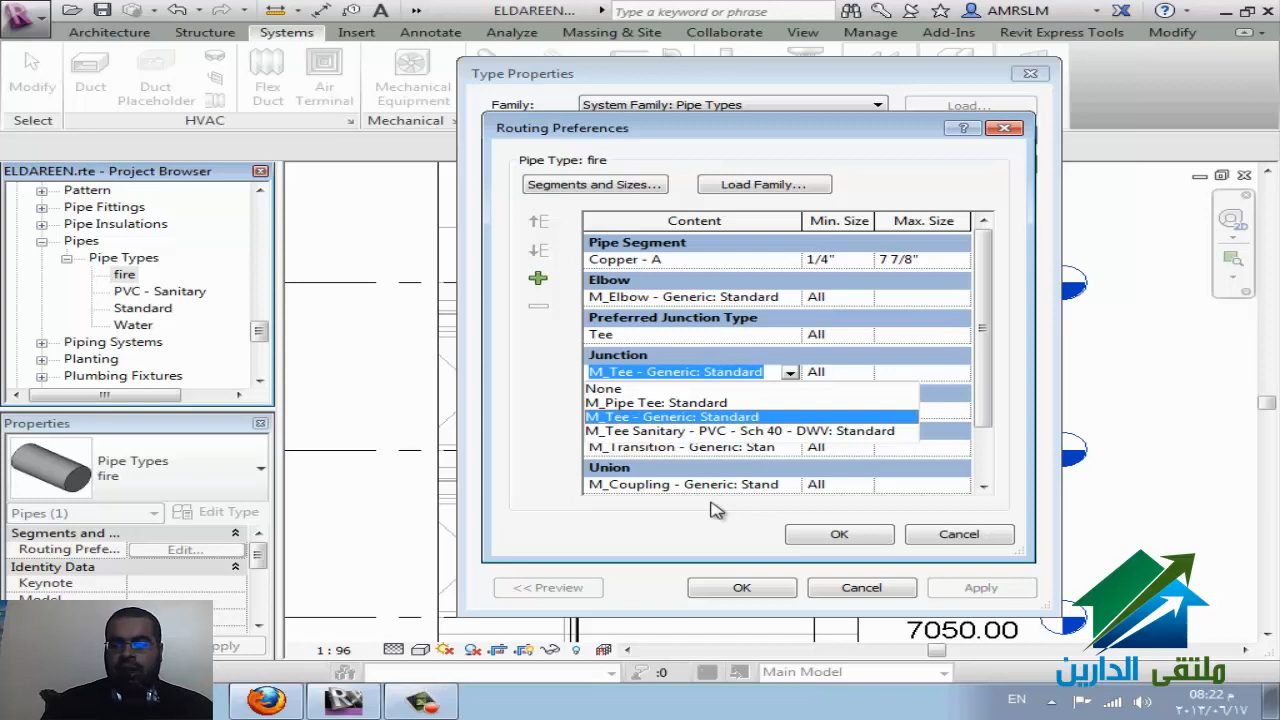 ELDAREEN... Type a keyword or phrase AMRSLM
Architecture Structure Systems Insert Annotate Analyze Massing & Site Collaborate View Manage Add-Ins Revit Express Tools Modify
Modify Duct Duct Placeholder Flex Duct Air Terminal Mechanical Equipment
Select HVAC Mechanical
Type Properties
Family: System Family: Pipe Types Load...
Routing Preferences
Pipe Type: fire
Segments and Sizes... Load Family...
Content Min. Size Max. Size
Pipe Segment
Copper - A 1/4" 7 7/8"
Elbow
M_Elbow - Generic: Standard All
Preferred Junction Type
Tee All
Junction
M_Tee - Generic: Standard All
None
M_Pipe Tee: Standard
M_Tee - Generic: Standard
M_Tee Sanitary - PVC - Sch 40 - DWV: Standard
M_Transition - Generic: Stan All
Union
M_Coupling - Generic: Stand All
OK Cancel
<< Preview OK Cancel Apply
ELDAREEN.rte - Project Browser
Pattern
Pipe Fittings
Pipe Insulations
Pipes
Pipe Types
fire
PVC - Sanitary
Standard
Water
Piping Systems
Planting
Plumbing Fixtures
Properties
Pipe Types
fire
Pipes (1) Edit Type
Segments and ...
Routing Prefe... Edit...
Identity Data
Keynote
Model
pply
7050.00
1 : 96
:0 Main Model
ملتقى الدارين
EN
08:22 م
٢٠١٣/٠٦/١٧